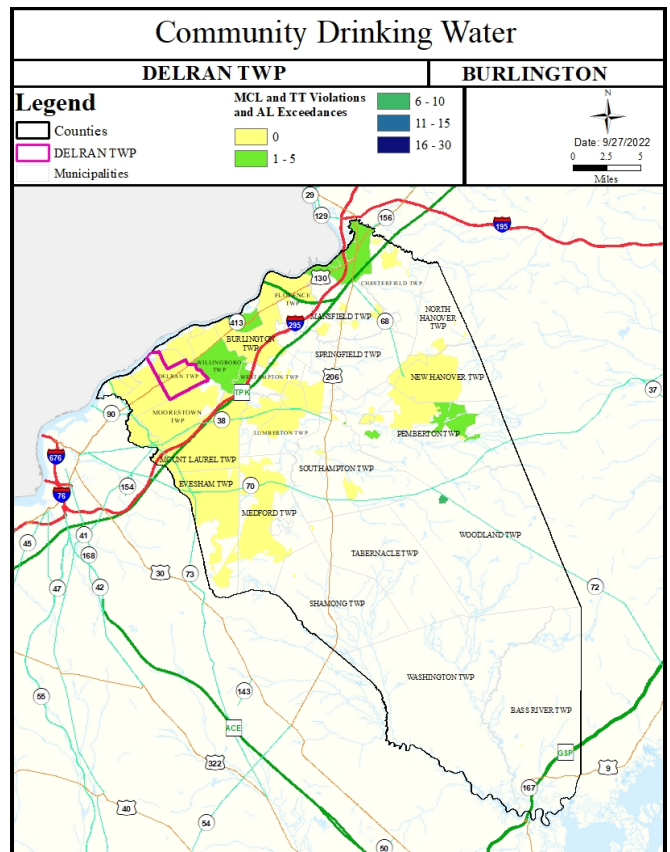 Community Drinking Water
DELRAN TWP
BURLINGTON
Legend
Counties
DELRAN TWP
Municipalities
MCL and TT Violations
and AL Exceedances
0
1 - 5
6 - 10
11 - 15
16 - 30
N
Date: 9/27/2022
0 2.5 5
Miles
29
129
156
195
130
CHESTERFIELD TWP
FLORENCE
TWP
MANSFIELD TWP
NORTH
HANOVER
TWP
413
295
68
BURLINGTON
TWP
SPRINGFIELD TWP
WILLINGBORO
TWP
DELRAN TWP
WESTAMPTON TWP
206
NEW HANOVER TWP
TPK
37
90
MOORESTOWN
TWP
38
LUMBERTON TWP
PEMBERTON TWP
676
MOUNT LAUREL TWP
SOUTHAMPTON TWP
76
154
EVESHAM TWP
70
MEDFORD TWP
45
41
168
WOODLAND TWP
TABERNACLE TWP
47
42
30
73
72
SHAMONG TWP
WASHINGTON TWP
55
143
BASS RIVER TWP
ACE
GSP
322
9
167
40
54
50